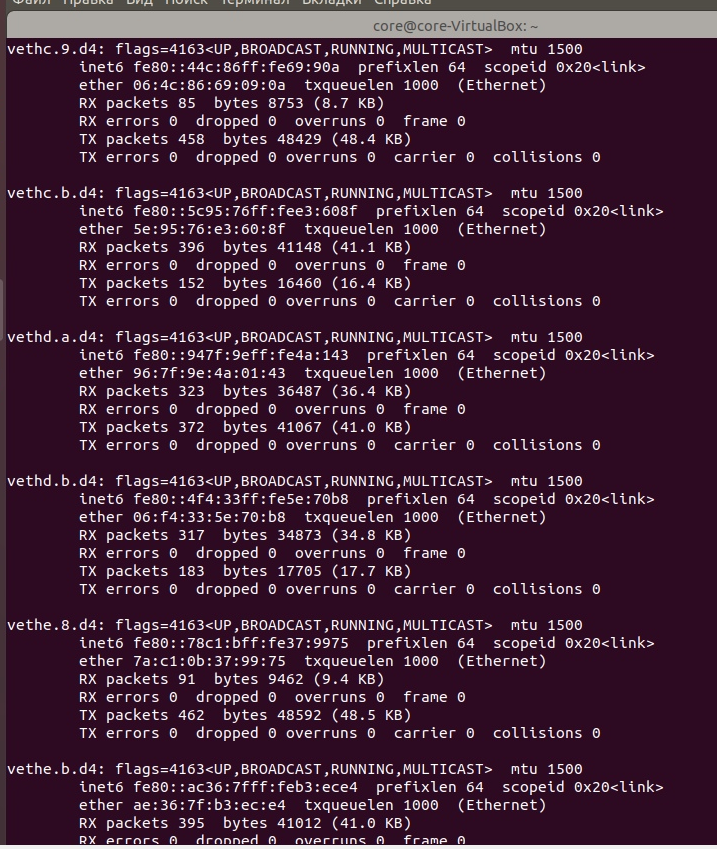 Файл Правка Вид Поиск Терминал Вкладки Справка
core@core-VirtualBox: ~
vethc.9.d4: flags=4163<UP,BROADCAST,RUNNING,MULTICAST>  mtu 1500
        inet6 fe80::44c:86ff:fe69:90a  prefixlen 64  scopeid 0x20<link>
        ether 06:4c:86:69:09:0a  txqueuelen 1000  (Ethernet)
        RX packets 85  bytes 8753 (8.7 KB)
        RX errors 0  dropped 0  overruns 0  frame 0
        TX packets 458  bytes 48429 (48.4 KB)
        TX errors 0  dropped 0 overruns 0  carrier 0  collisions 0
vethc.b.d4: flags=4163<UP,BROADCAST,RUNNING,MULTICAST>  mtu 1500
        inet6 fe80::5c95:76ff:fee3:608f  prefixlen 64  scopeid 0x20<link>
        ether 5e:95:76:e3:60:8f  txqueuelen 1000  (Ethernet)
        RX packets 396  bytes 41148 (41.1 KB)
        RX errors 0  dropped 0  overruns 0  frame 0
        TX packets 152  bytes 16460 (16.4 KB)
        TX errors 0  dropped 0 overruns 0  carrier 0  collisions 0
vethd.a.d4: flags=4163<UP,BROADCAST,RUNNING,MULTICAST>  mtu 1500
        inet6 fe80::947f:9eff:fe4a:143  prefixlen 64  scopeid 0x20<link>
        ether 96:7f:9e:4a:01:43  txqueuelen 1000  (Ethernet)
        RX packets 323  bytes 36487 (36.4 KB)
        RX errors 0  dropped 0  overruns 0  frame 0
        TX packets 372  bytes 41067 (41.0 KB)
        TX errors 0  dropped 0 overruns 0  carrier 0  collisions 0
vethd.b.d4: flags=4163<UP,BROADCAST,RUNNING,MULTICAST>  mtu 1500
        inet6 fe80::4f4:33ff:fe5e:70b8  prefixlen 64  scopeid 0x20<link>
        ether 06:f4:33:5e:70:b8  txqueuelen 1000  (Ethernet)
        RX packets 317  bytes 34873 (34.8 KB)
        RX errors 0  dropped 0  overruns 0  frame 0
        TX packets 183  bytes 17705 (17.7 KB)
        TX errors 0  dropped 0 overruns 0  carrier 0  collisions 0
vethe.8.d4: flags=4163<UP,BROADCAST,RUNNING,MULTICAST>  mtu 1500
        inet6 fe80::78c1:bff:fe37:9975  prefixlen 64  scopeid 0x20<link>
        ether 7a:c1:0b:37:99:75  txqueuelen 1000  (Ethernet)
        RX packets 91  bytes 9462 (9.4 KB)
        RX errors 0  dropped 0  overruns 0  frame 0
        TX packets 462  bytes 48592 (48.5 KB)
        TX errors 0  dropped 0 overruns 0  carrier 0  collisions 0
vethe.b.d4: flags=4163<UP,BROADCAST,RUNNING,MULTICAST>  mtu 1500
        inet6 fe80::ac36:7fff:feb3:ece4  prefixlen 64  scopeid 0x20<link>
        ether ae:36:7f:b3:ec:e4  txqueuelen 1000  (Ethernet)
        RX packets 395  bytes 41012 (41.0 KB)
        RX errors 0  dropped 0  overruns 0  frame 0